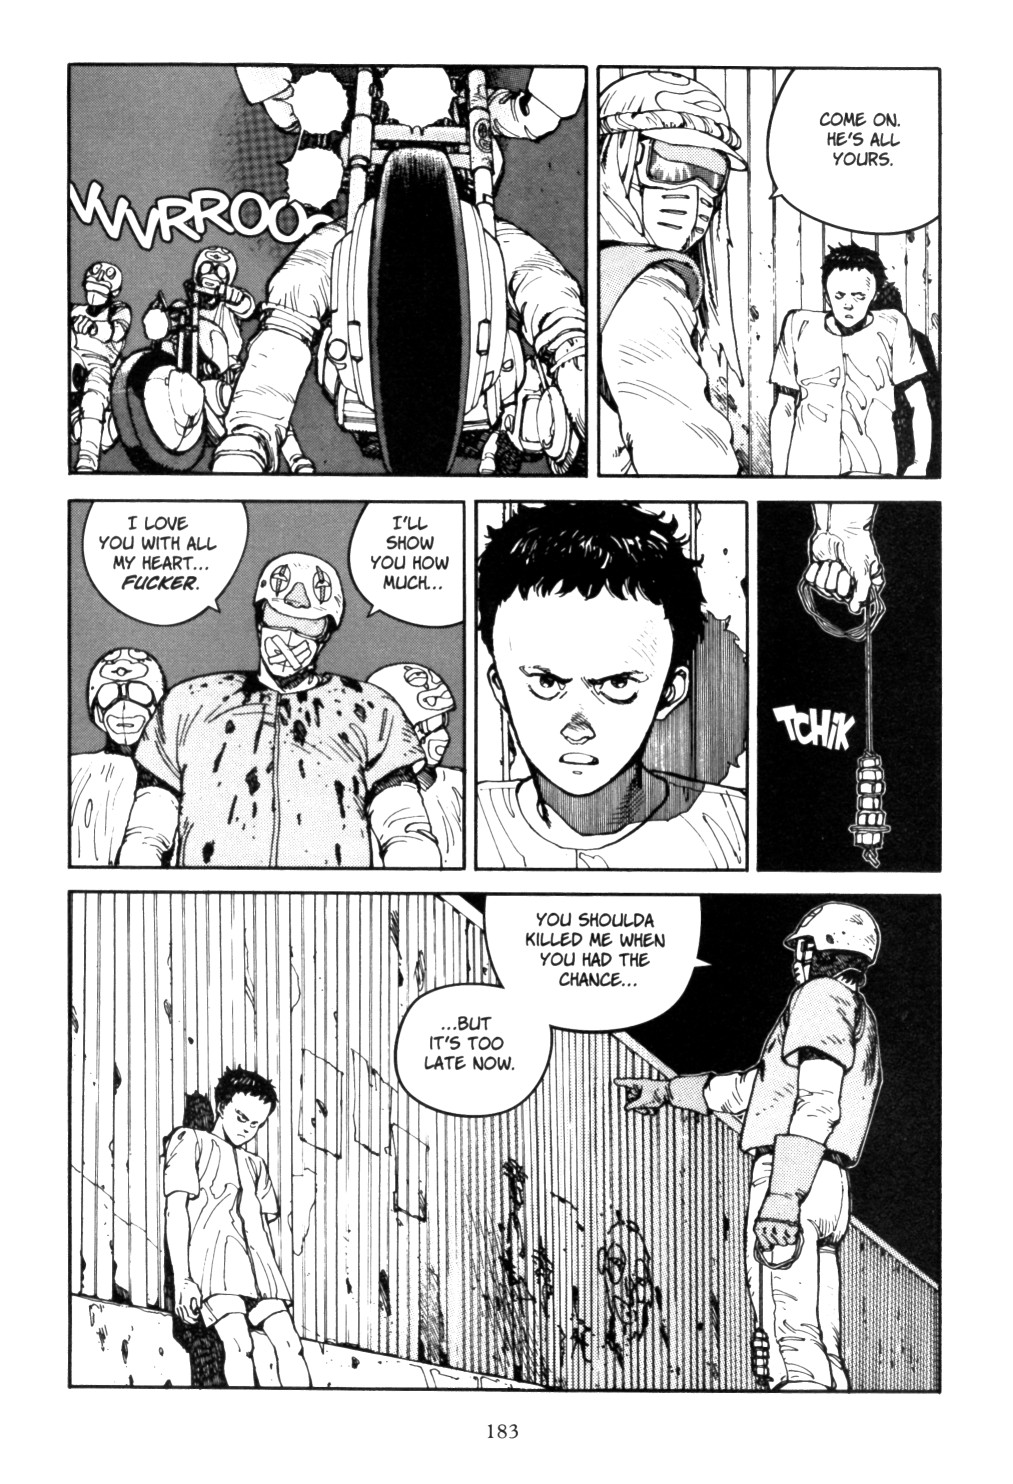 VVVRROOO
COME ON.
HE'S ALL
YOURS.
I LOVE
YOU WITH ALL
MY HEART...
FUCKER.
I'LL
SHOW
YOU HOW
MUCH...
TCHIK
YOU SHOULDA
KILLED ME WHEN
YOU HAD THE
CHANCE...
...BUT
IT'S TOO
LATE NOW.
183